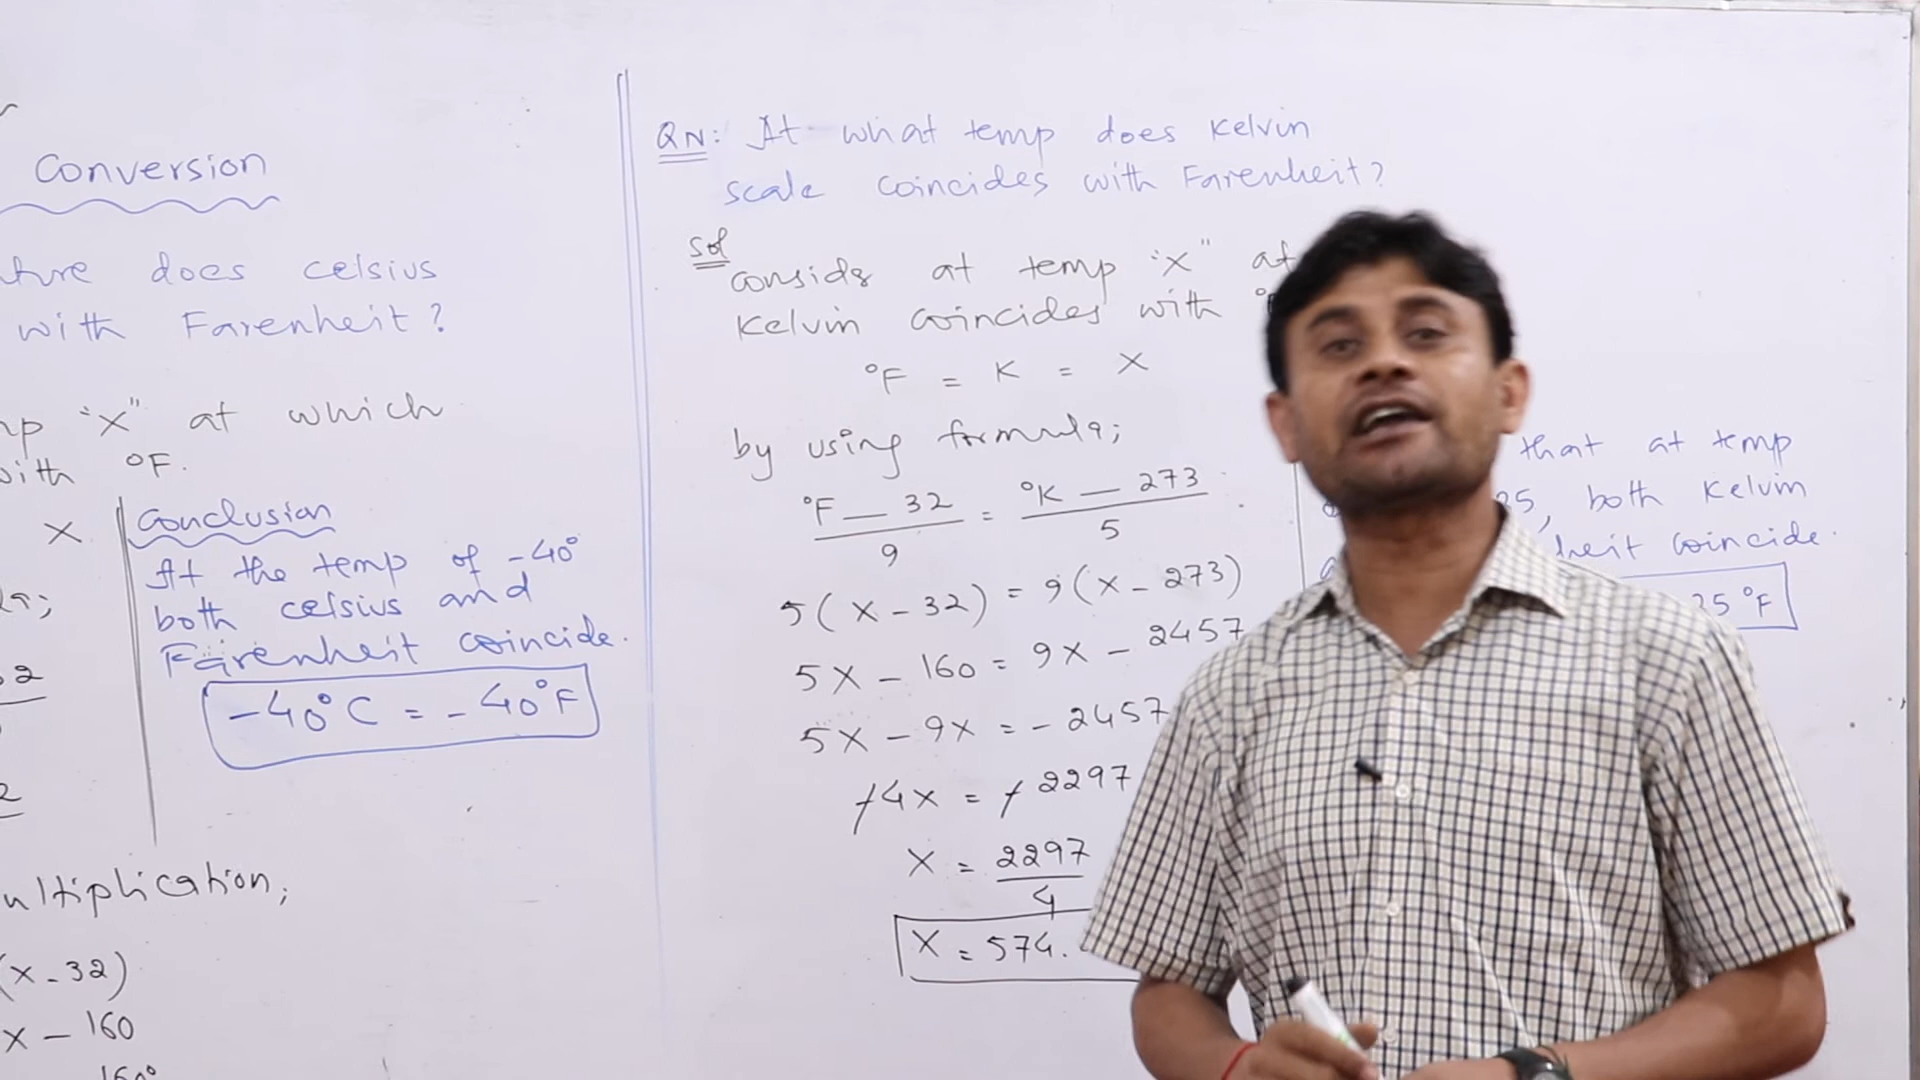 Conversion
does celsius
with Farenheit?
"X" at which
with °F.
X
Conclusion
At the temp of -40°
both celsius and
Farenheit coincide.
-40°C = -40°F
(x-32)
x - 160
QN: At what temp does Kelvin
scale coincides with Farenheit?
Sol
at temp "X" at
Kelvin coincides with
°F = K = X
by using formula;
°F - 32 / 9 = °K - 273 / 5
5(X - 32) = 9(X - 273)
5X - 160 = 9X - 2457
5X - 9X = - 2457
-4X = - 2297
X = 2297 / 4
X = 574.
that at temp
25, both Kelvin
coincide.
25 °F